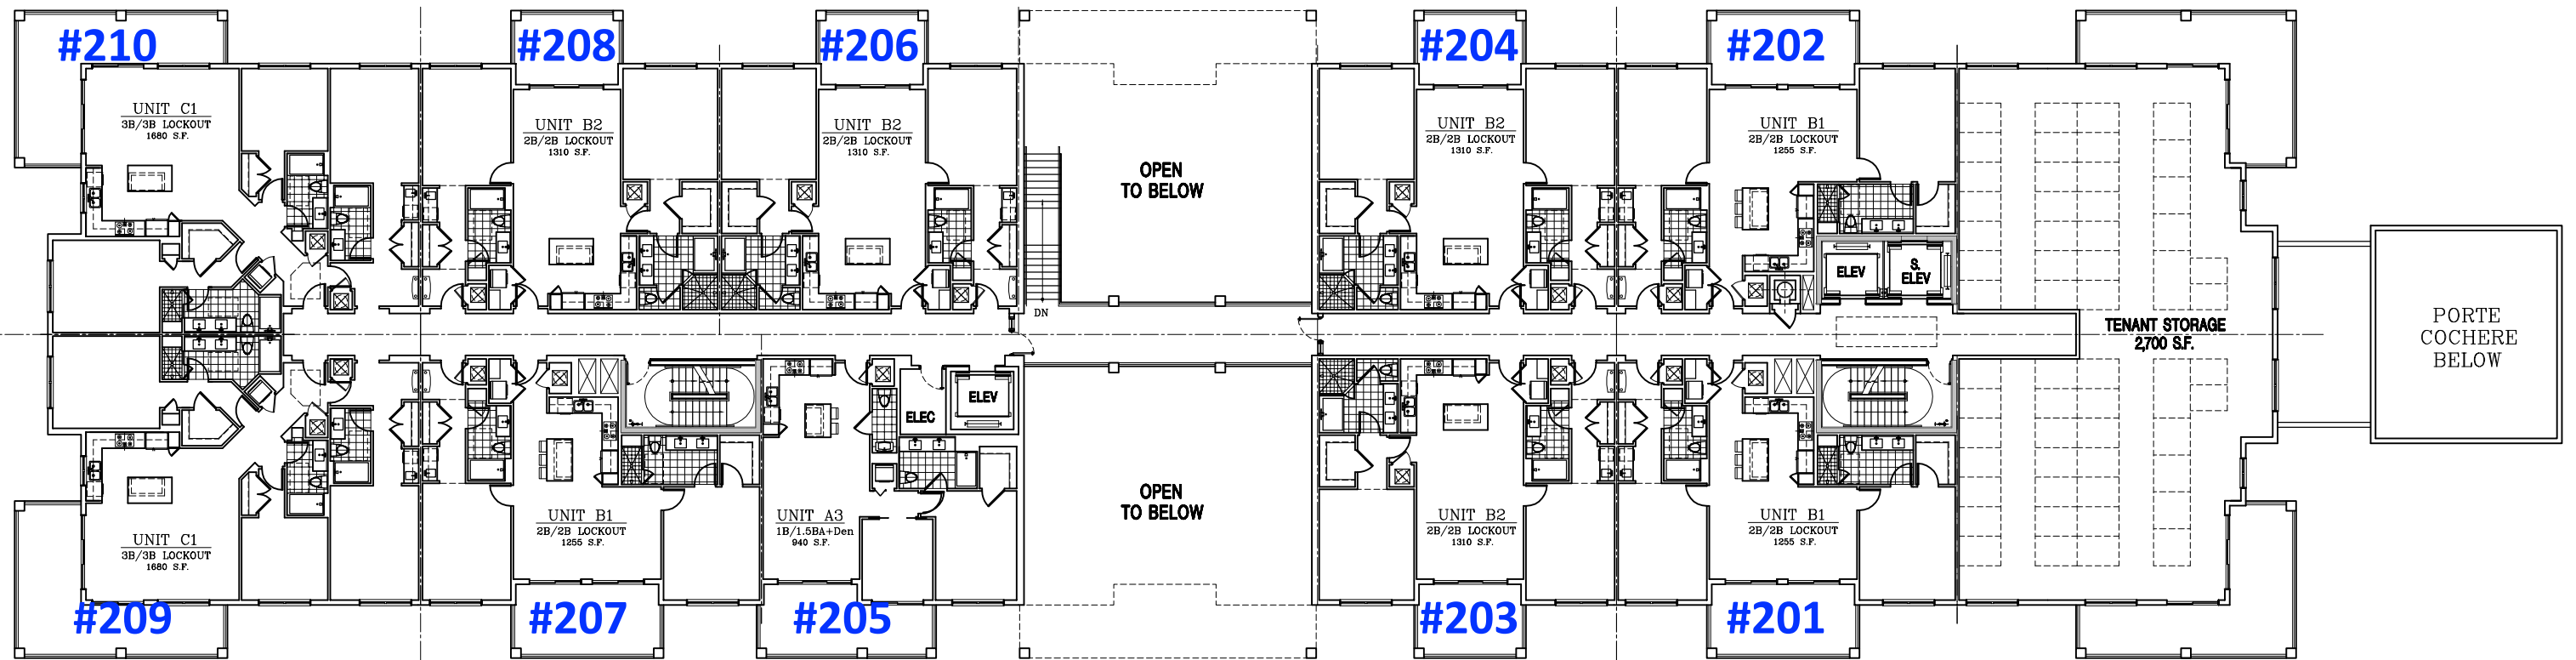 #210
#208
#206
#204
#202
UNIT C1
3B/3B LOCKOUT
1680 S.F.
UNIT B2
2B/2B LOCKOUT
1310 S.F.
UNIT B2
2B/2B LOCKOUT
1310 S.F.
OPEN
TO BELOW
UNIT B2
2B/2B LOCKOUT
1310 S.F.
UNIT B1
2B/2B LOCKOUT
1255 S.F.
ELEV
S.
ELEV
DN
TENANT STORAGE
2,700 S.F.
PORTE
COCHERE
BELOW
ELEC
ELEV
UNIT C1
3B/3B LOCKOUT
1680 S.F.
UNIT B1
2B/2B LOCKOUT
1255 S.F.
UNIT A3
1B/1.5BA+Den
940 S.F.
OPEN
TO BELOW
UNIT B2
2B/2B LOCKOUT
1310 S.F.
UNIT B1
2B/2B LOCKOUT
1255 S.F.
#209
#207
#205
#203
#201